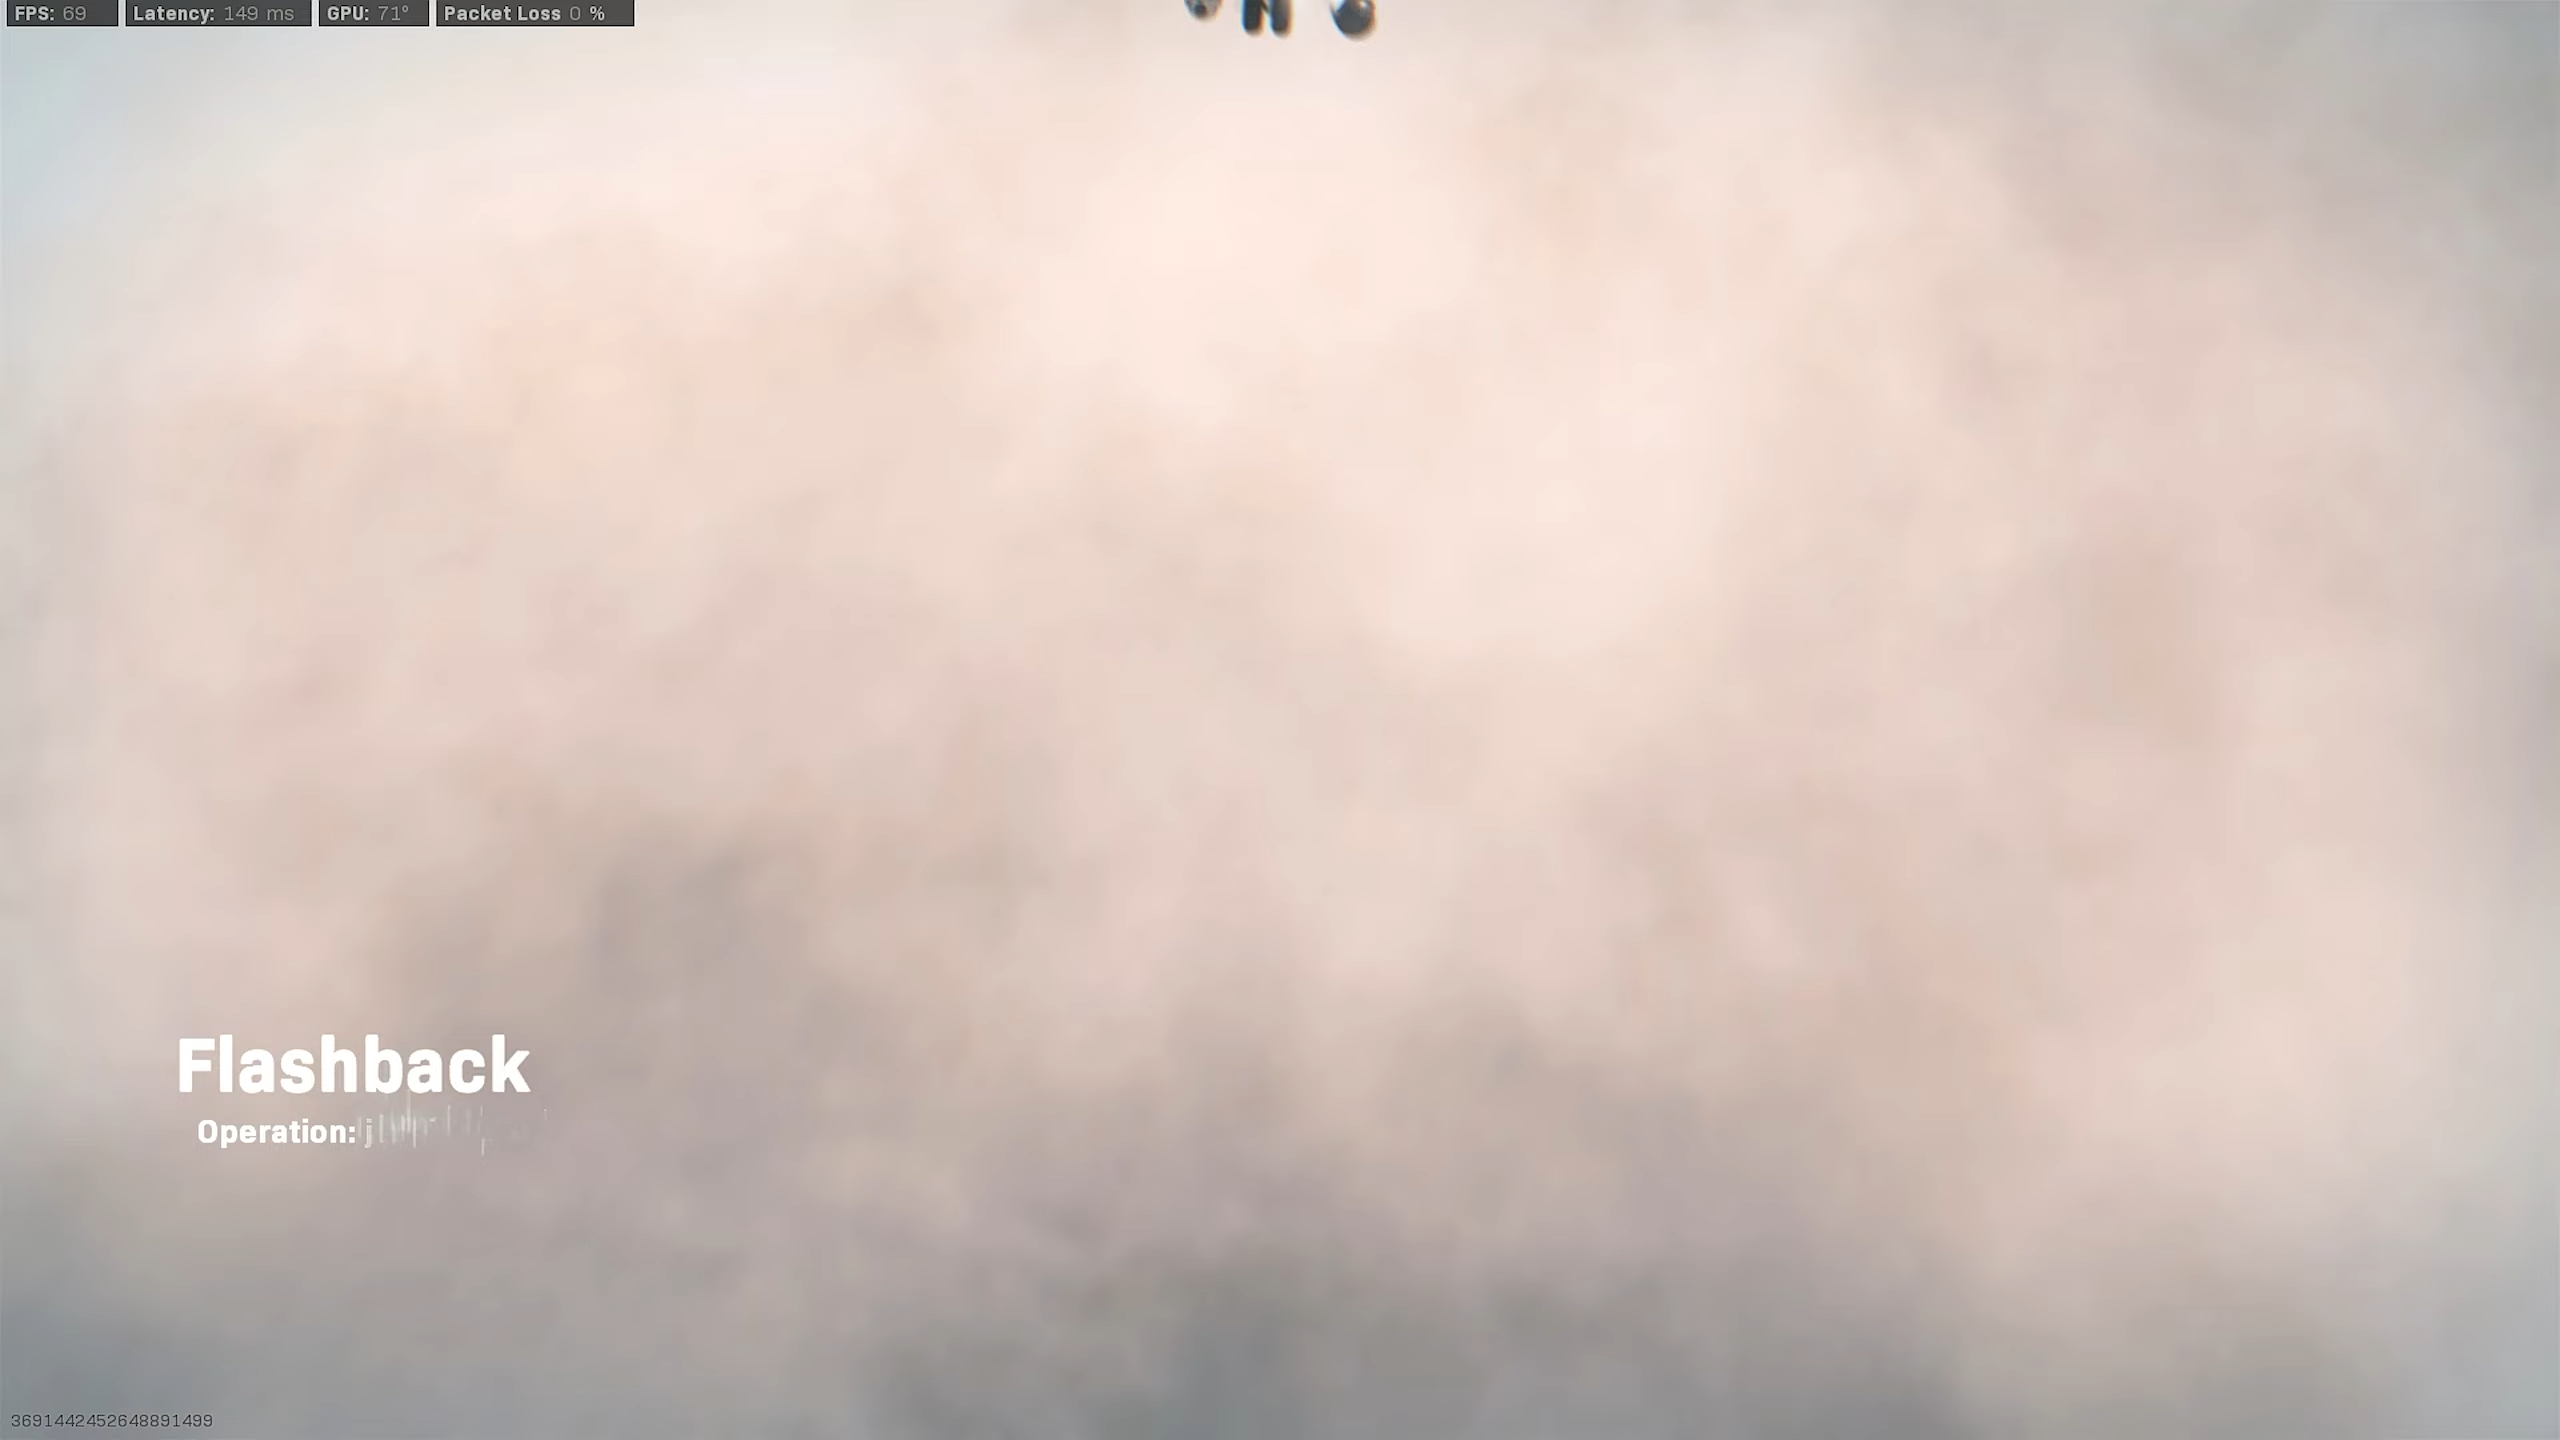 FPS: 69 Latency: 149 ms GPU: 71° Packet Loss 0 %
Flashback
Operation:
3691442452648891499